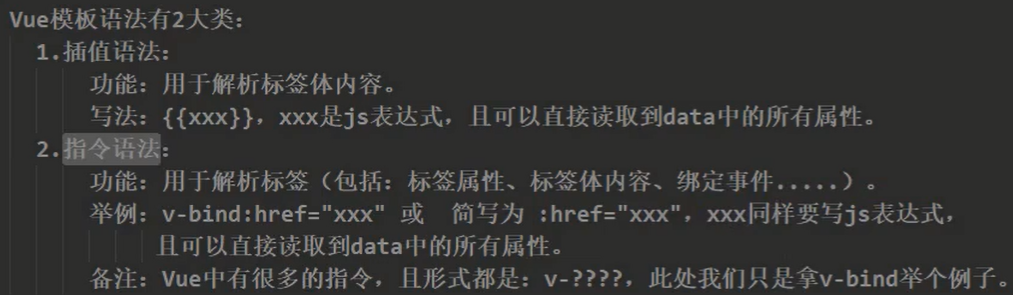 Vue模板语法有2大类：
1.插值语法：
功能：用于解析标签体内容。
写法：{{xxx}}，xxx是js表达式，且可以直接读取到data中的所有属性。
2.指令语法：
功能：用于解析标签（包括：标签属性、标签体内容、绑定事件.....）。
举例：v-bind:href="xxx" 或  简写为 :href="xxx"，xxx同样要写js表达式，
且可以直接读取到data中的所有属性。
备注：Vue中有很多的指令，且形式都是：v-????，此处我们只是拿v-bind举个例子。